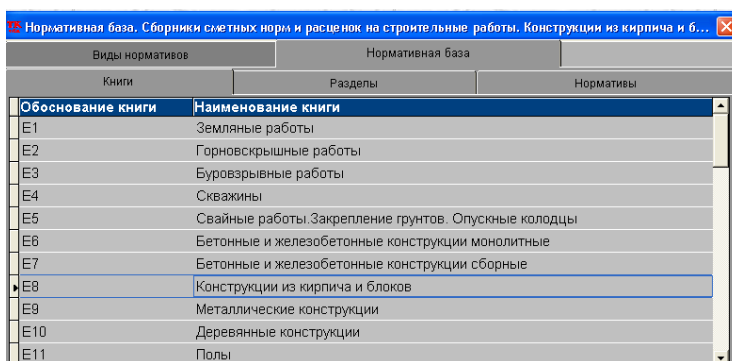 Нормативная база. Сборники сметных норм и расценок на строительные работы. Конструкции из кирпича и б...
Виды нормативов Нормативная база
Книги Разделы Нормативы
Обоснование книги Наименование книги
Е1 Земляные работы
Е2 Горновскрышные работы
Е3 Буровзрывные работы
Е4 Скважины
Е5 Свайные работы.Закрепление грунтов. Опускные колодцы
Е6 Бетонные и железобетонные конструкции монолитные
Е7 Бетонные и железобетонные конструкции сборные
Е8 Конструкции из кирпича и блоков
Е9 Металлические конструкции
Е10 Деревянные конструкции
Е11 Полы